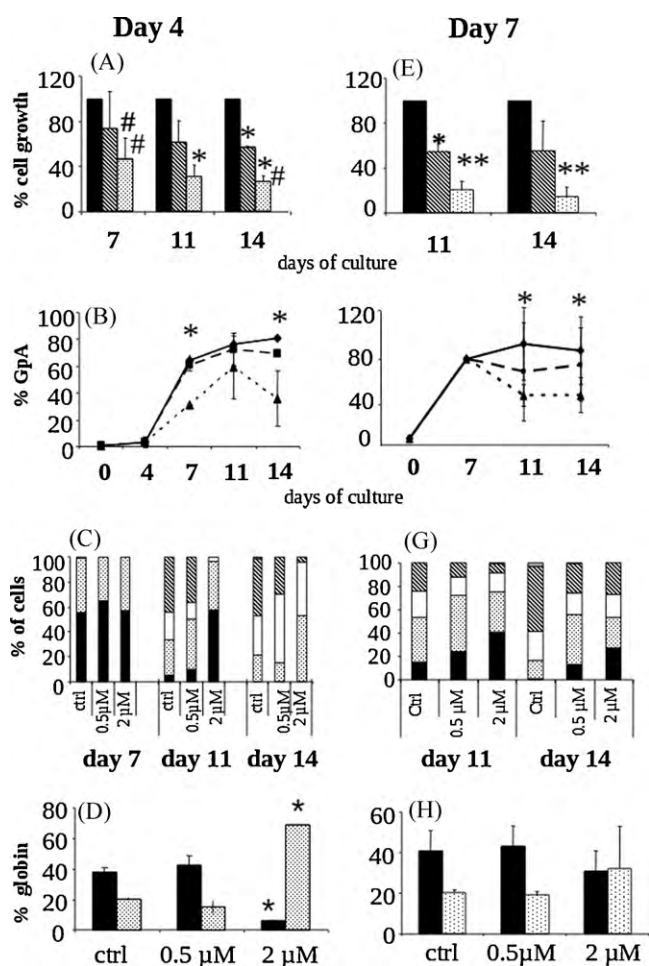 Day 4 Day 7
(A) (E)
% cell growth
120
80
40
0
#
#
*
*
*
#
7 11 14
120
80
40
0
*
**
**
11 14
days of culture
(B)
% GpA
100
80
60
40
20
0
*
*
0 4 7 11 14
120
80
40
0
*
*
0 7 11 14
days of culture
(C) (G)
% of cells
100
80
60
40
20
0
ctrl 0.5µM 2 µM ctrl 0.5µM 2 µM ctrl 0.5µM 2 µM
day 7 day 11 day 14
100
80
60
40
20
0
Ctrl 0.5 µM 2 µM Ctrl 0.5 µM 2 µM
day 11 day 14
(D) (H)
% globin
80
60
40
20
0
*
*
ctrl 0.5 µM 2 µM
60
40
20
0
ctrl 0.5µM 2 µM